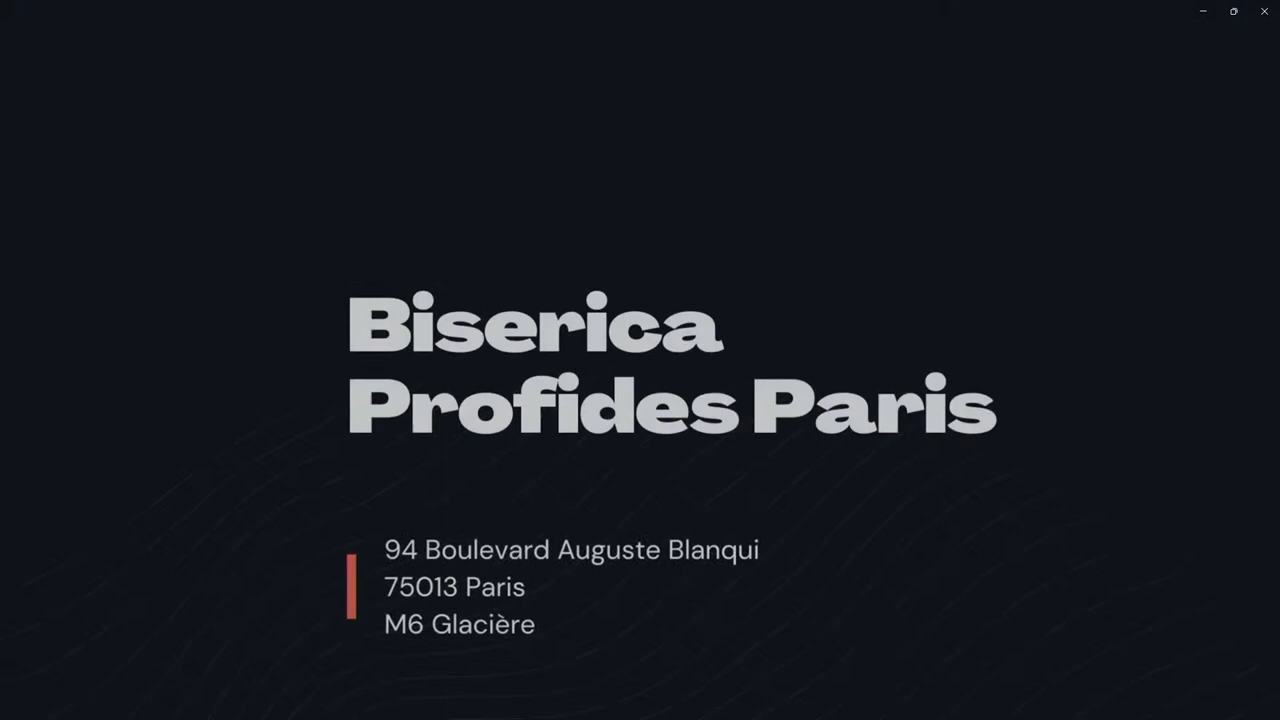 Biserica
Profides Paris
94 Boulevard Auguste Blanqui
75013 Paris
M6 Glacière